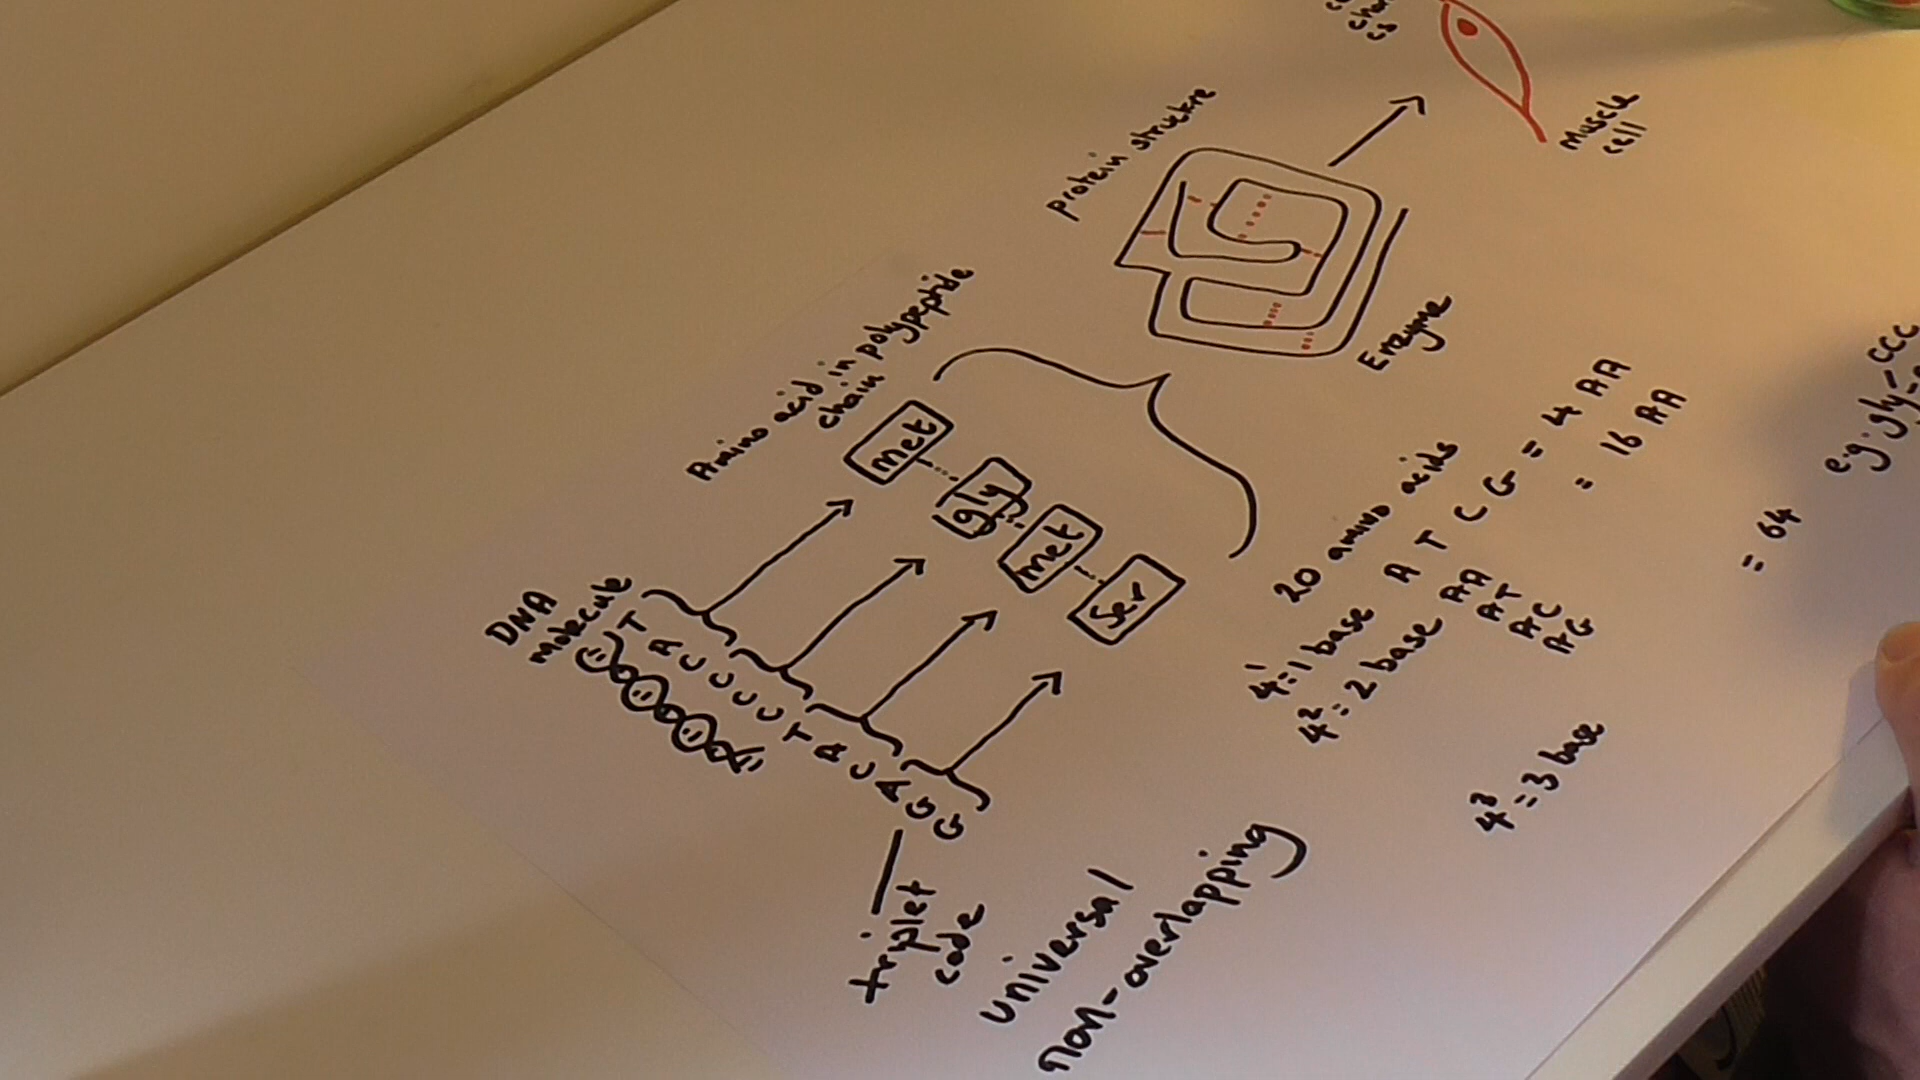 DNA
molecule
T A C C C C T A C A G G
triplet
code
universal
non-overlapping
Amino acid in polypeptide
chain
Met
gly
Met
Ser
protein structure
Enzyme
Muscle
cell
20 amino acids
4¹=1 base A T C G = 4 AA
4²=2 base AA = 16 AA
AT
AC
AG
4³=3 base = 64
e.g. gly-CCC